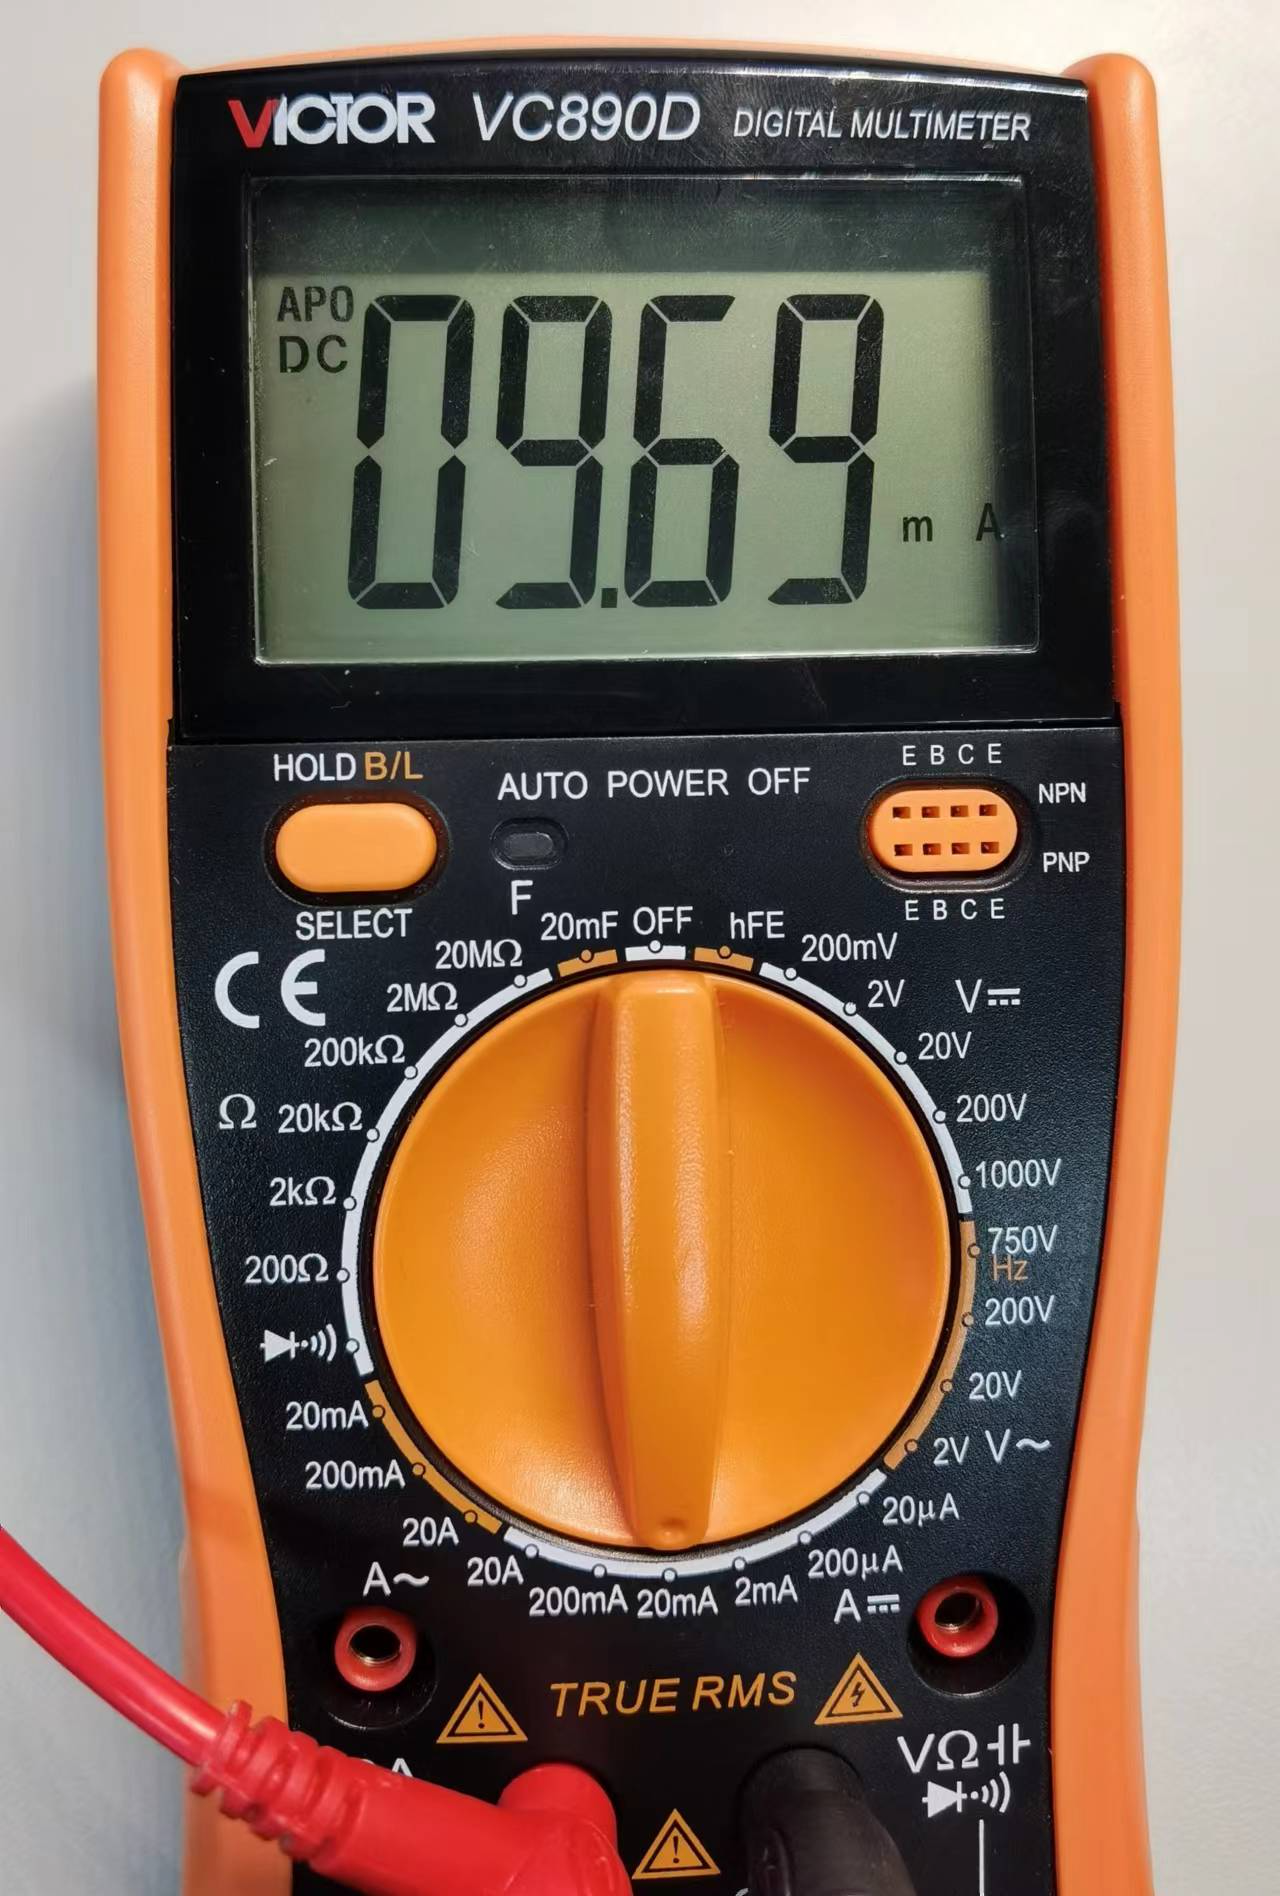 VICTOR VC890D DIGITAL MULTIMETER
APO
DC
09.69 m A
HOLD B/L
SELECT
AUTO POWER OFF
F
E B C E
NPN
PNP
E B C E
20mF OFF hFE
20MΩ 200mV
2MΩ 2V V⎓
200kΩ 20V
Ω 20kΩ 200V
2kΩ 1000V
200Ω 750V
Hz
200V
20mA 20V
200mA 2V V~
20A 20μA
A~ 20A 200mA 20mA 2mA 200μA
A⎓
TRUE RMS
VΩ
A